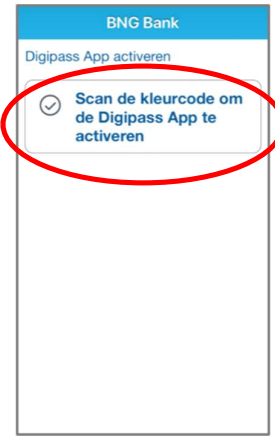 BNG Bank
Digipass App activeren
Scan de kleurcode om
de Digipass App te
activeren